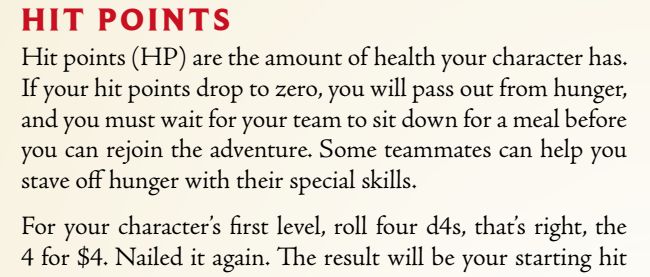 HIT POINTS
Hit points (HP) are the amount of health your character has.
If your hit points drop to zero, you will pass out from hunger,
and you must wait for your team to sit down for a meal before
you can rejoin the adventure. Some teammates can help you
stave off hunger with their special skills.
For your character's first level, roll four d4s, that's right, the
4 for $4. Nailed it again. The result will be your starting hit